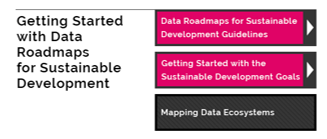 Getting Started
with Data
Roadmaps
for Sustainable
Development
Data Roadmaps for Sustainable
Development Guidelines
Getting Started with the
Sustainable Development Goals
Mapping Data Ecosystems